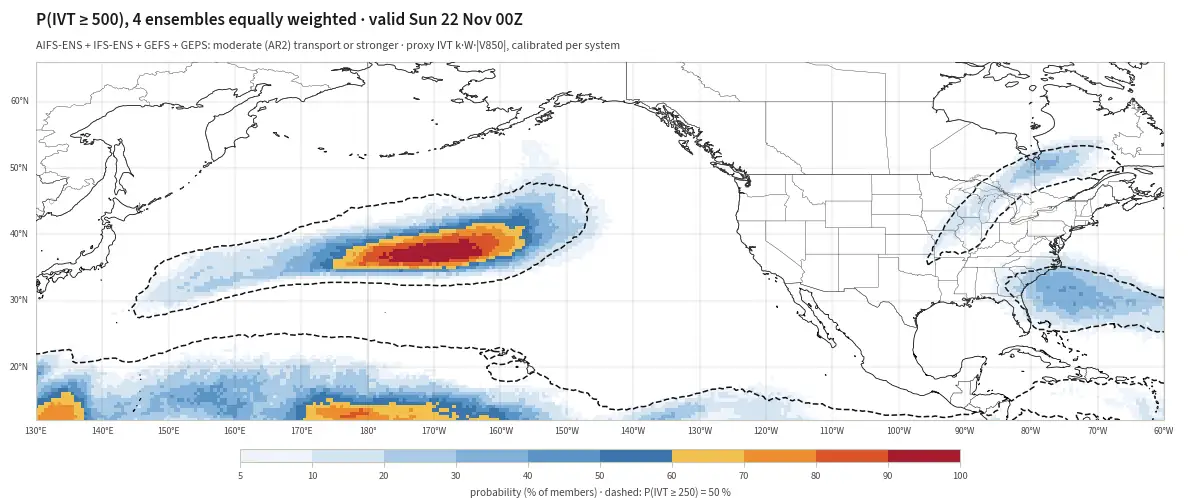 P(IVT ≥ 500), 4 ensembles equally weighted · valid Sun 22 Nov 00Z
AIFS-ENS + IFS-ENS + GEFS + GEPS: moderate (AR2) transport or stronger · proxy IVT k·W·|V850|, calibrated per system
60°N
50°N
40°N
30°N
20°N
130°E 140°E 150°E 160°E 170°E 180° 170°W 160°W 150°W 140°W 130°W 120°W 110°W 100°W 90°W 80°W 70°W 60°W
5 10 20 30 40 50 60 70 80 90 100
probability (% of members) · dashed: P(IVT ≥ 250) = 50 %